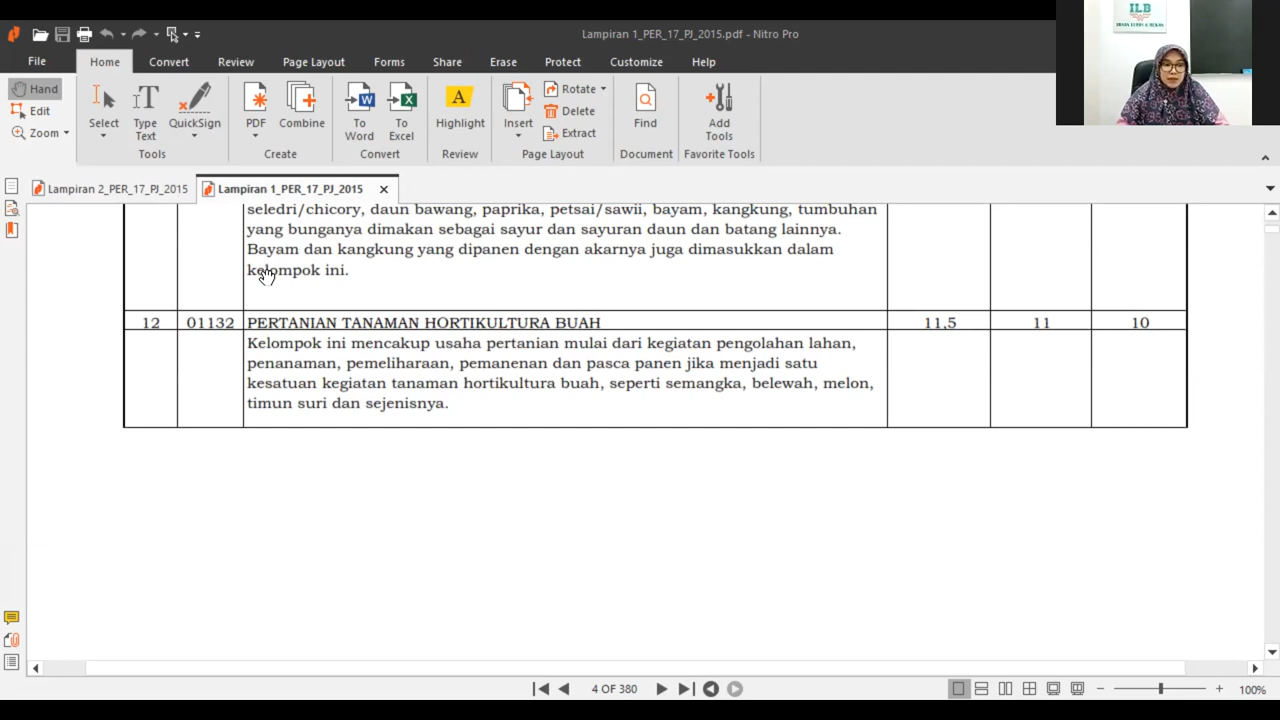 Lampiran 1_PER_17_PJ_2015.pdf - Nitro Pro
ILB
File Home Convert Review Page Layout Forms Share Erase Protect Customize Help
Hand
Edit
Zoom
Select
Type Text
QuickSign
Tools
PDF
Combine
Create
To Word
To Excel
Convert
Highlight
Review
Insert
Rotate
Delete
Extract
Page Layout
Find
Document
Add Tools
Favorite Tools
Lampiran 2_PER_17_PJ_2015
Lampiran 1_PER_17_PJ_2015
seledri/chicory, daun bawang, paprika, petsai/sawii, bayam, kangkung, tumbuhan
yang bunganya dimakan sebagai sayur dan sayuran daun dan batang lainnya.
Bayam dan kangkung yang dipanen dengan akarnya juga dimasukkan dalam
kelompok ini.
12 01132 PERTANIAN TANAMAN HORTIKULTURA BUAH 11,5 11 10
Kelompok ini mencakup usaha pertanian mulai dari kegiatan pengolahan lahan,
penanaman, pemeliharaan, pemanenan dan pasca panen jika menjadi satu
kesatuan kegiatan tanaman hortikultura buah, seperti semangka, belewah, melon,
timun suri dan sejenisnya.
4 OF 380
100%